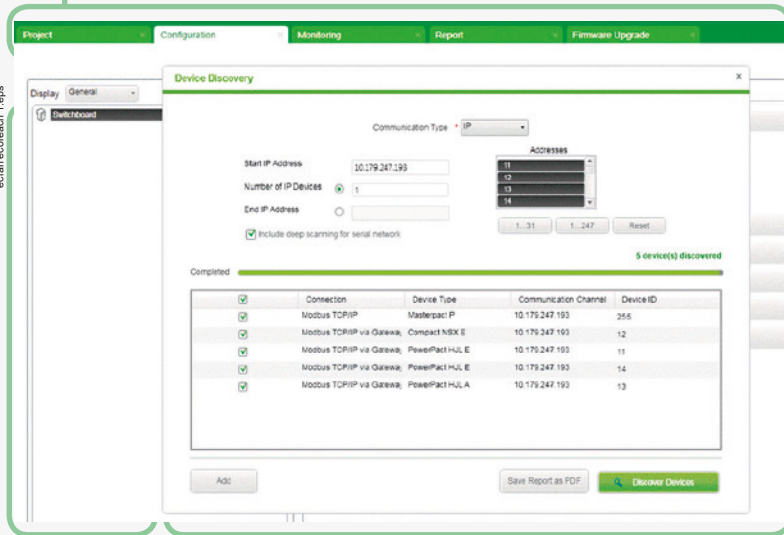 Project
Configuration
Monitoring
Report
Firmware Upgrade
Display General
Switchboard
Device Discovery
x
Communication Type * IP
Start IP Address 10.179.247.193
Number of IP Devices 1
End IP Address
Include deep scanning for serial network
Addresses
11
12
13
14
1...31 1...247 Reset
5 device(s) discovered
Completed
Connection Device Type Communication Channel Device ID
Modbus TCP/IP Masterpact P 10.179.247.193 255
Modbus TCP/IP via Gateway Compact NSX E 10.179.247.193 12
Modbus TCP/IP via Gateway PowerPact HJL E 10.179.247.193 11
Modbus TCP/IP via Gateway PowerPact HJL E 10.179.247.193 14
Modbus TCP/IP via Gateway PowerPact HJL A 10.179.247.193 13
Add Save Report as PDF Discover Devices